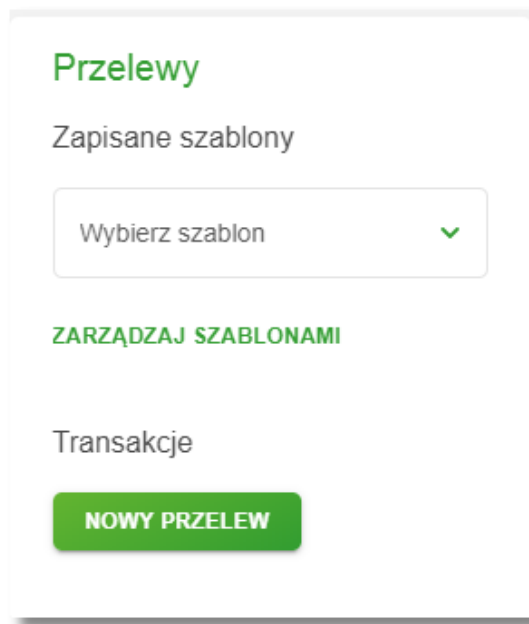 Przelewy
Zapisane szablony
Wybierz szablon
ZARZĄDZAJ SZABLONAMI
Transakcje
NOWY PRZELEW